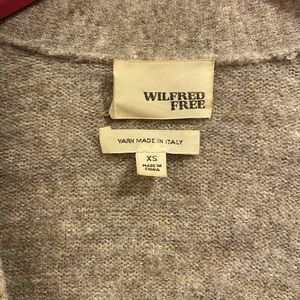 WILFRED
FREE
YARN MADE IN ITALY
XS
MADE IN
CHINA